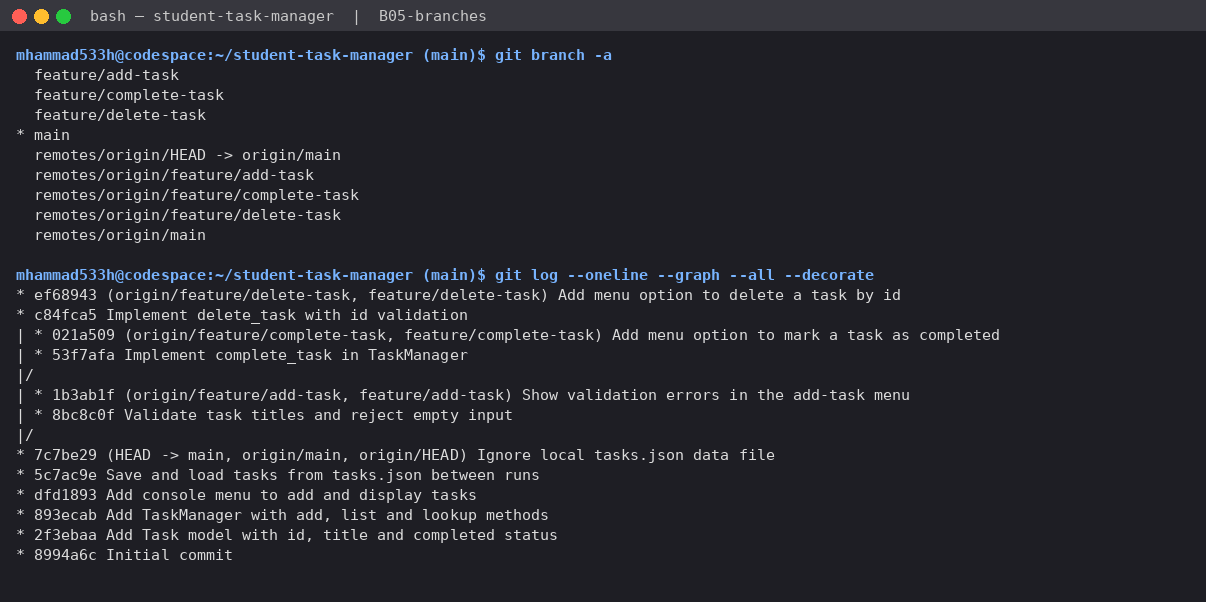 bash — student-task-manager | B05-branches
mhammad533h@codespace:~/student-task-manager (main)$ git branch -a
  feature/add-task
  feature/complete-task
  feature/delete-task
* main
  remotes/origin/HEAD -> origin/main
  remotes/origin/feature/add-task
  remotes/origin/feature/complete-task
  remotes/origin/feature/delete-task
  remotes/origin/main
mhammad533h@codespace:~/student-task-manager (main)$ git log --oneline --graph --all --decorate
* ef68943 (origin/feature/delete-task, feature/delete-task) Add menu option to delete a task by id
* c84fca5 Implement delete_task with id validation
| * 021a509 (origin/feature/complete-task, feature/complete-task) Add menu option to mark a task as completed
| * 53f7afa Implement complete_task in TaskManager
|/
| * 1b3ab1f (origin/feature/add-task, feature/add-task) Show validation errors in the add-task menu
| * 8bc8c0f Validate task titles and reject empty input
|/
* 7c7be29 (HEAD -> main, origin/main, origin/HEAD) Ignore local tasks.json data file
* 5c7ac9e Save and load tasks from tasks.json between runs
* dfd1893 Add console menu to add and display tasks
* 893ecab Add TaskManager with add, list and lookup methods
* 2f3ebaa Add Task model with id, title and completed status
* 8994a6c Initial commit